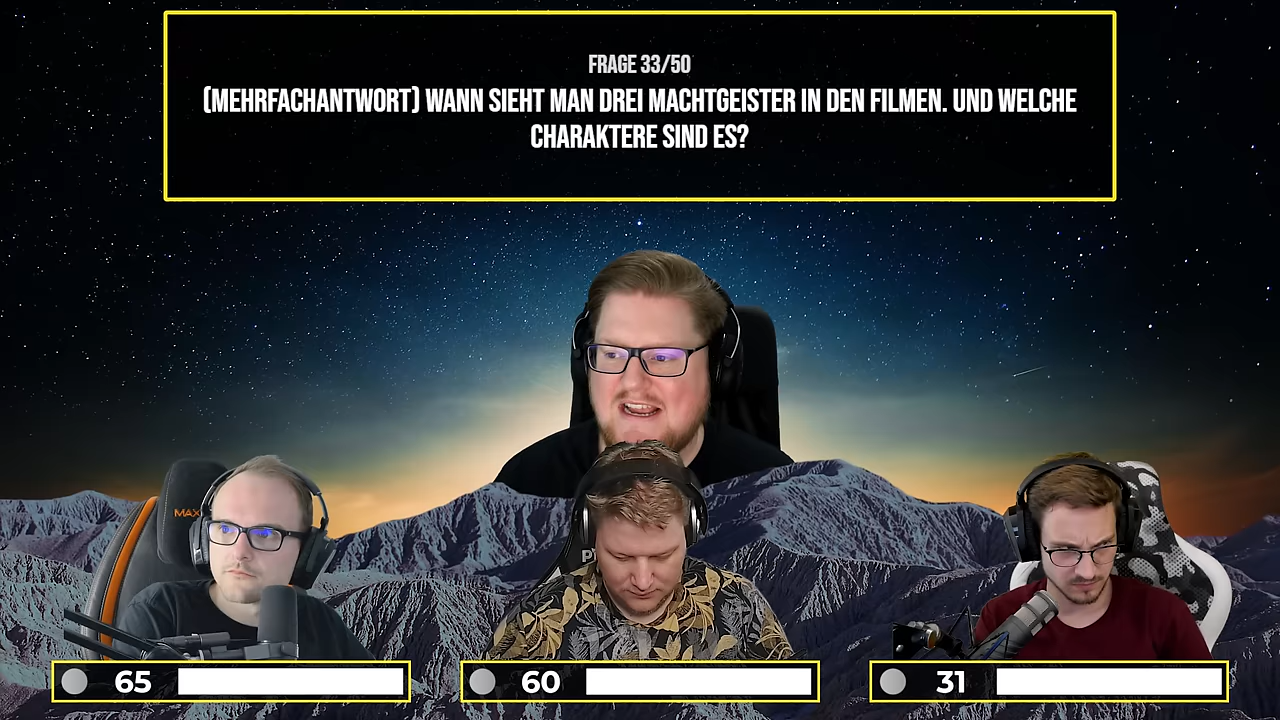 FRAGE 33/50
(MEHRFACHANTWORT) WANN SIEHT MAN DREI MACHTGEISTER IN DEN FILMEN. UND WELCHE
CHARAKTERE SIND ES?
MAX
65
60
31